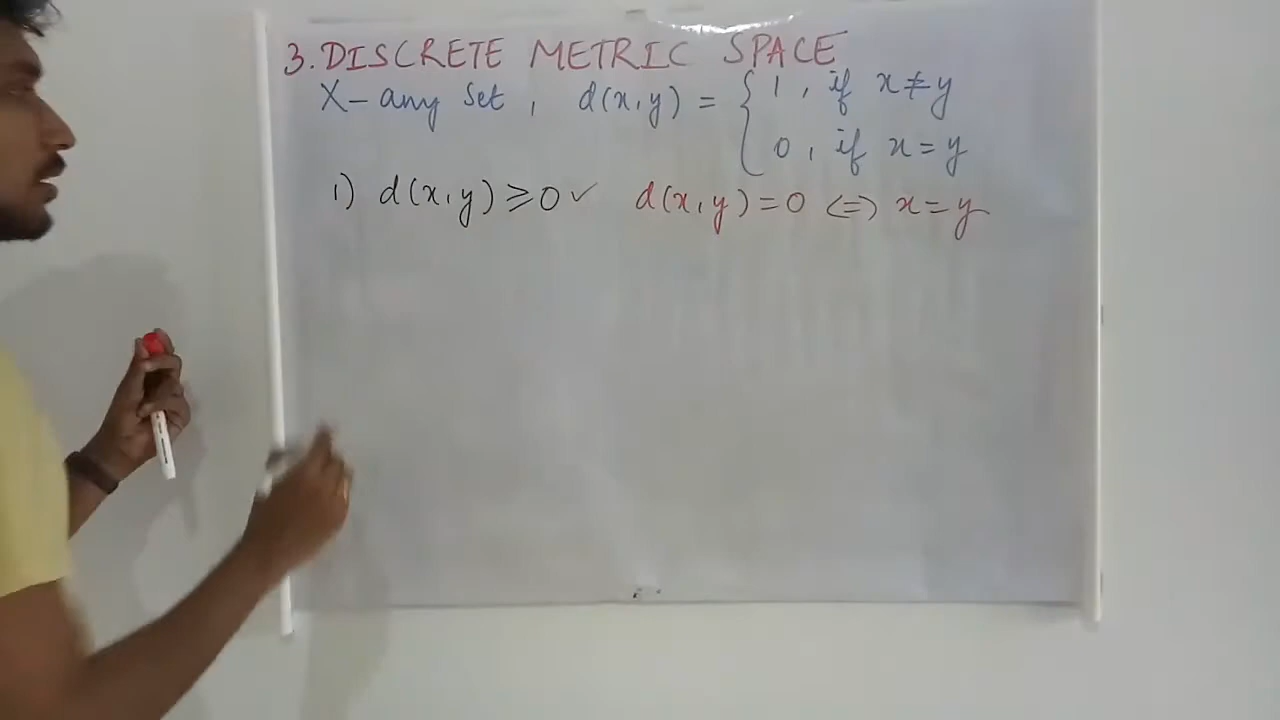 3. DISCRETE METRIC SPACE
X - any set , d(x,y) = { 1 , if x ≠ y
0 , if x = y
1) d(x,y) ≥ 0 ✓ d(x,y) = 0 <=> x = y